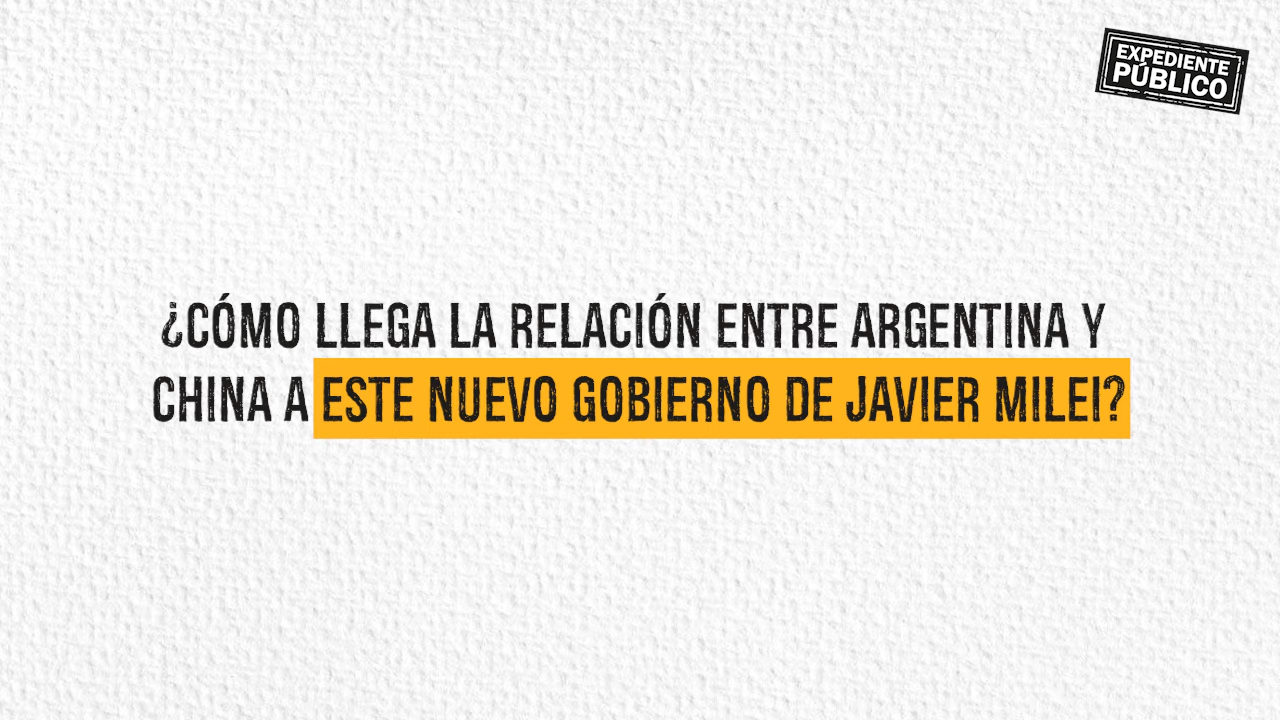 EXPEDIENTE
PÚBLICO
¿CÓMO LLEGA LA RELACIÓN ENTRE ARGENTINA Y
CHINA A ESTE NUEVO GOBIERNO DE JAVIER MILEI?